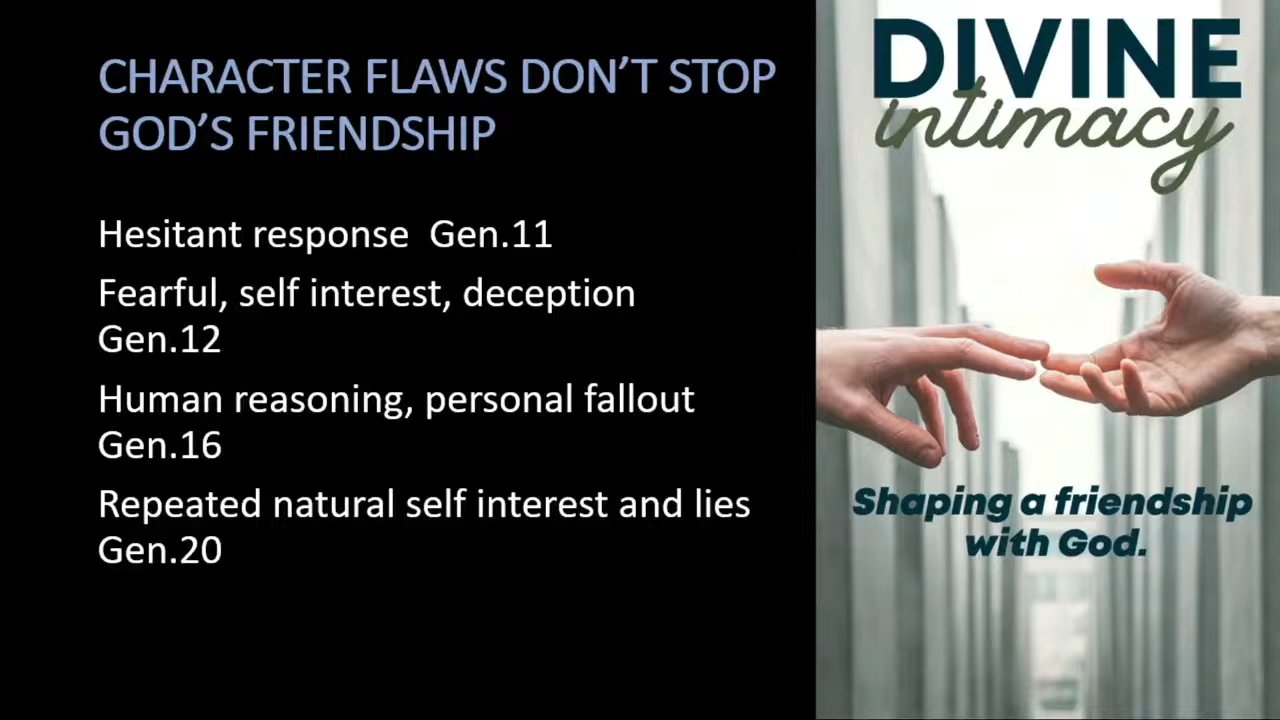 CHARACTER FLAWS DON’T STOP
GOD’S FRIENDSHIP
Hesitant response  Gen.11
Fearful, self interest, deception
Gen.12
Human reasoning, personal fallout
Gen.16
Repeated natural self interest and lies
Gen.20
DIVINE
intimacy
Shaping a friendship
with God.